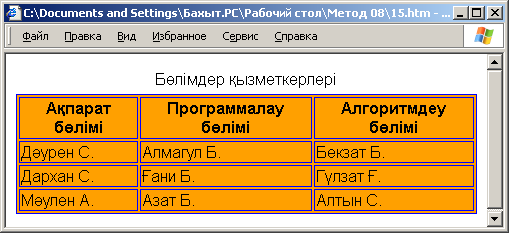 C:\Documents and Settings\Бахыт.PC\Рабочий стол\Метод 08\15.htm - ...
Файл Правка Вид Избранное Сервис Справка
Бөлімдер қызметкерлері
Ақпарат бөлімі Программалау бөлімі Алгоритмдеу бөлімі
Дәурен С. Алмагул Б. Бекзат Б.
Дархан С. Ғани Б. Гүлзат Ғ.
Мәулен А. Азат Б. Алтын С.